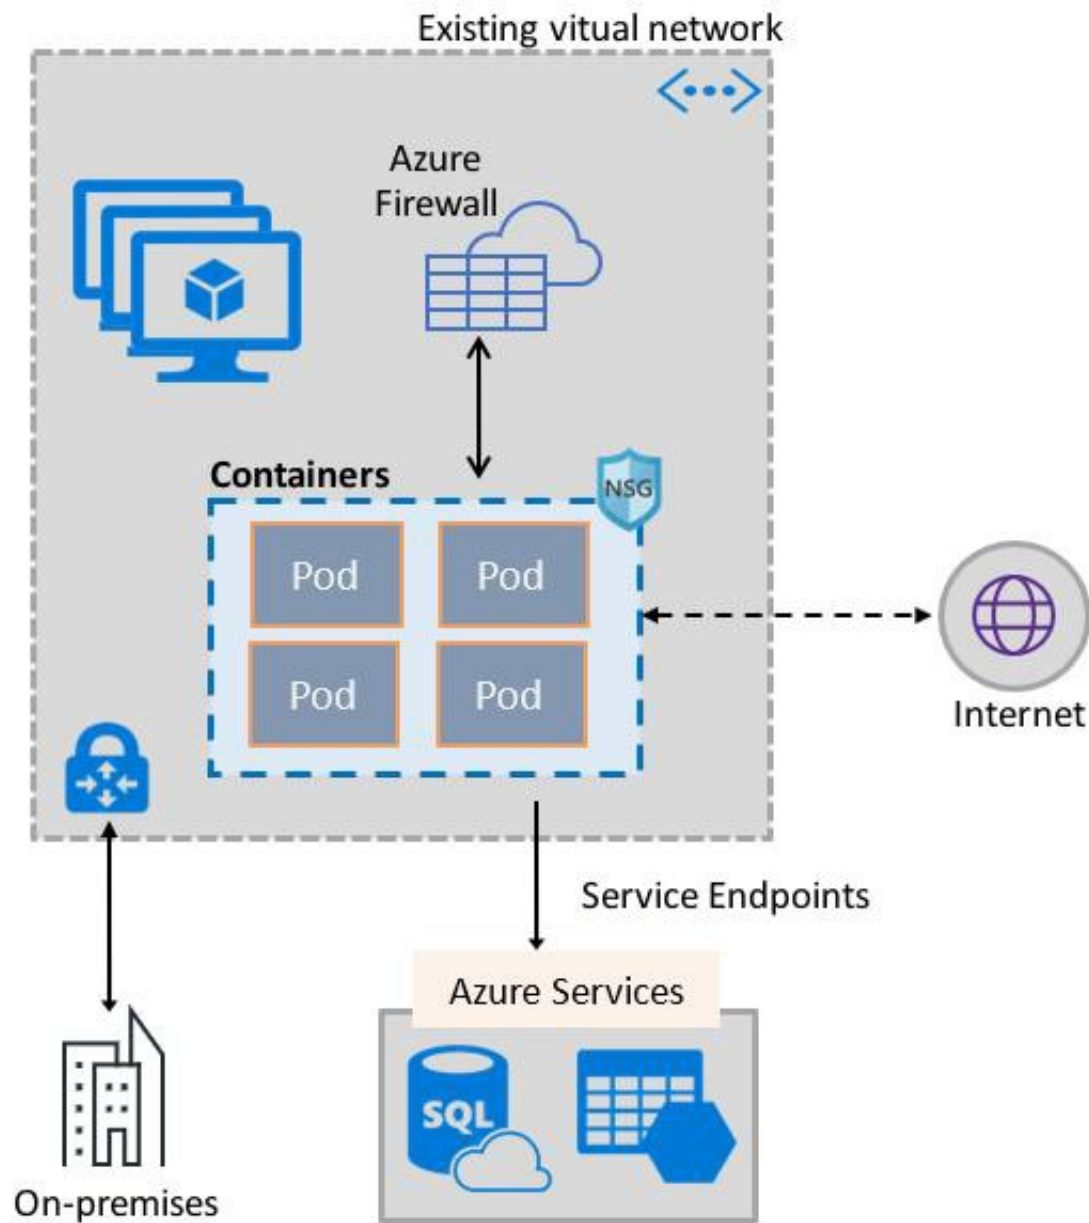 Existing vitual network
Azure
Firewall
Containers
NSG
Pod Pod
Pod Pod
Internet
Service Endpoints
Azure Services
SQL
On-premises